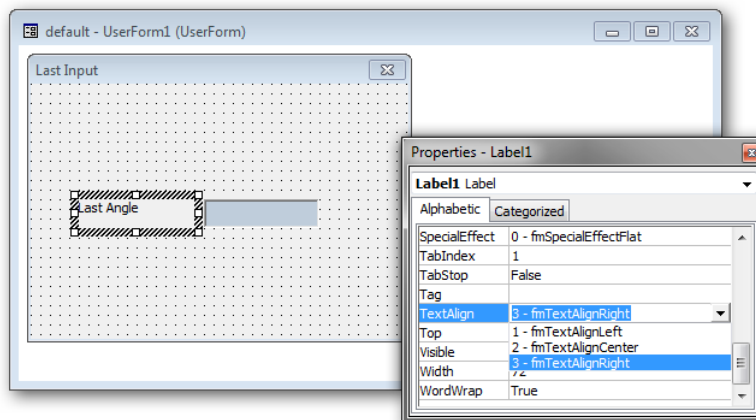 default - UserForm1 (UserForm)
Last Input
Last Angle
Properties - Label1
Label1 Label
Alphabetic Categorized
SpecialEffect 0 - fmSpecialEffectFlat
TabIndex 1
TabStop False
Tag
TextAlign 3 - fmTextAlignRight
Top 1 - fmTextAlignLeft
2 - fmTextAlignCenter
Visible 3 - fmTextAlignRight
Width 72
WordWrap True